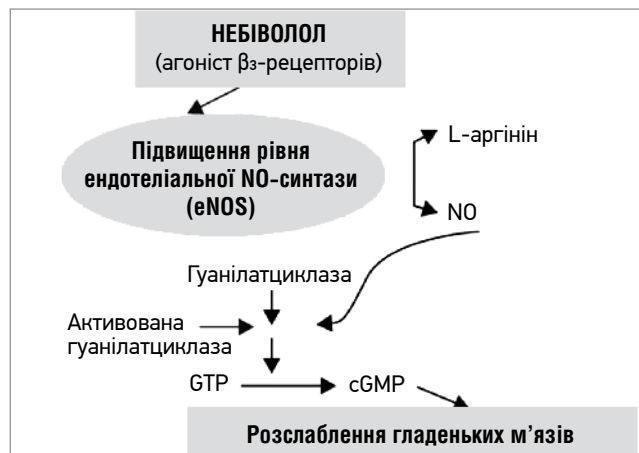 НЕБІВОЛОЛ
(агоніст β₃-рецепторів)
Підвищення рівня
ендотеліальної NO-синтази
(eNOS)
L-аргінін
NO
Гуанілатциклаза
Активована
гуанілатциклаза
GTP
cGMP
Розслаблення гладеньких м’язів